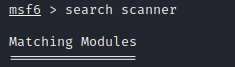 msf6 > search scanner
Matching Modules
================